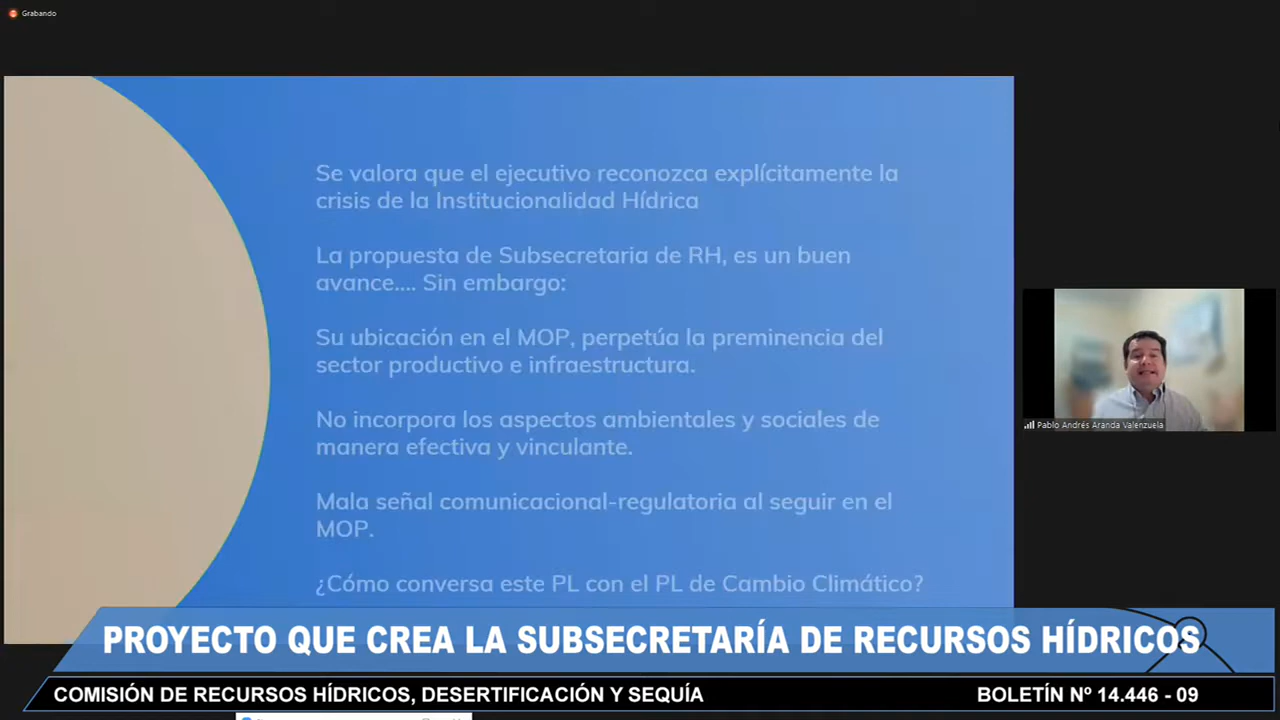 Grabando
Se valora que el ejecutivo reconozca explícitamente la
crisis de la Institucionalidad Hídrica
La propuesta de Subsecretaria de RH, es un buen
avance.... Sin embargo:
Su ubicación en el MOP, perpetúa la preminencia del
sector productivo e infraestructura.
No incorpora los aspectos ambientales y sociales de
manera efectiva y vinculante.
Mala señal comunicacional-regulatoria al seguir en el
MOP.
¿Cómo conversa este PL con el PL de Cambio Climático?
Pablo Andrés Aranda Valenzuela
PROYECTO QUE CREA LA SUBSECRETARÍA DE RECURSOS HÍDRICOS
COMISIÓN DE RECURSOS HÍDRICOS, DESERTIFICACIÓN Y SEQUÍA
BOLETÍN Nº 14.446 - 09